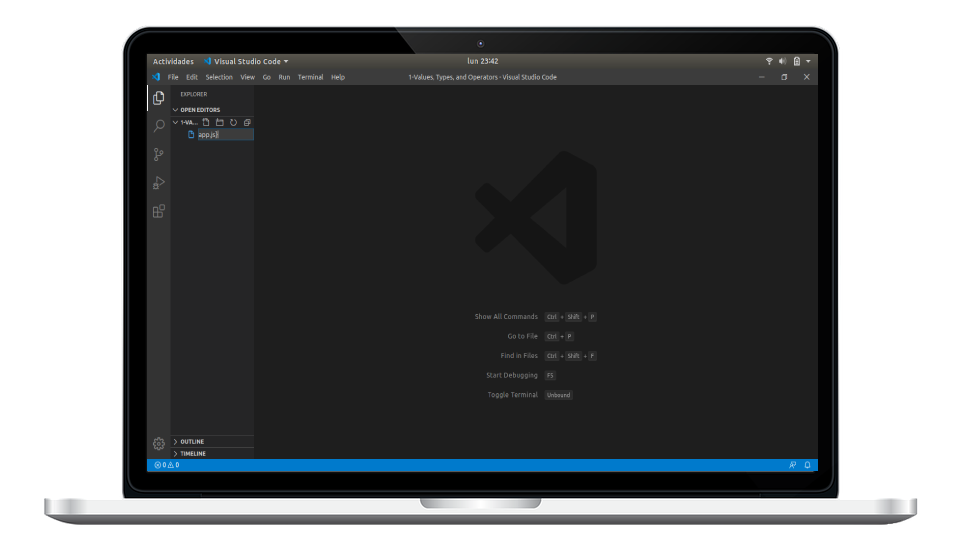 Actividades Visual Studio Code lun 23:42
File Edit Selection View Go Run Terminal Help 1-Values, Types, and Operators - Visual Studio Code
EXPLORER
OPEN EDITORS
1-VA...
app.js
Show All Commands Ctrl + Shift + P
Go to File Ctrl + P
Find in Files Ctrl + Shift + F
Start Debugging F5
Toggle Terminal Unbound
OUTLINE
TIMELINE
0 0